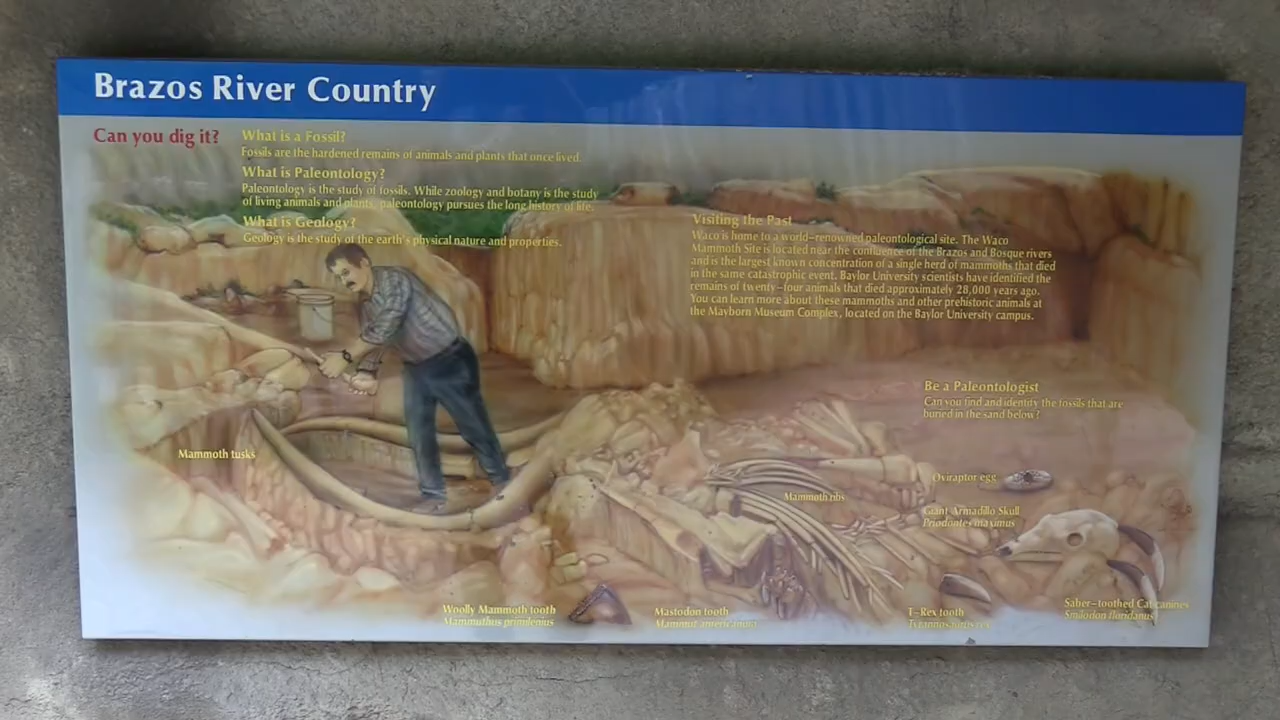 Brazos River Country
Can you dig it?
What is a Fossil?
Fossils are the hardened remains of animals and plants that once lived.
What is Paleontology?
Paleontology is the study of fossils. While zoology and botany is the study
of living animals and plants, paleontology pursues the long history of life.
What is Geology?
Geology is the study of the earth's physical nature and properties.
Visiting the Past
Waco is home to a world-renowned paleontological site. The Waco
Mammoth Site is located near the confluence of the Brazos and Bosque rivers
and is the largest known concentration of a single herd of mammoths that died
in the same catastrophic event. Baylor University scientists have identified the
remains of twenty-four animals that died approximately 28,000 years ago.
You can learn more about these mammoths and other prehistoric animals at
the Mayborn Museum Complex, located on the Baylor University campus.
Be a Paleontologist
Can you find and identify the fossils that are
buried in the sand below?
Mammoth tusks
Oviraptor egg
Mammoth ribs
Giant Armadillo Skull
Priodontes maximus
Woolly Mammoth tooth
Mammuthus primigenius
Mastodon tooth
Mammut americanum
T-Rex tooth
Tyrannosaurus rex
Saber-toothed Cat canines
Smilodon floridanus